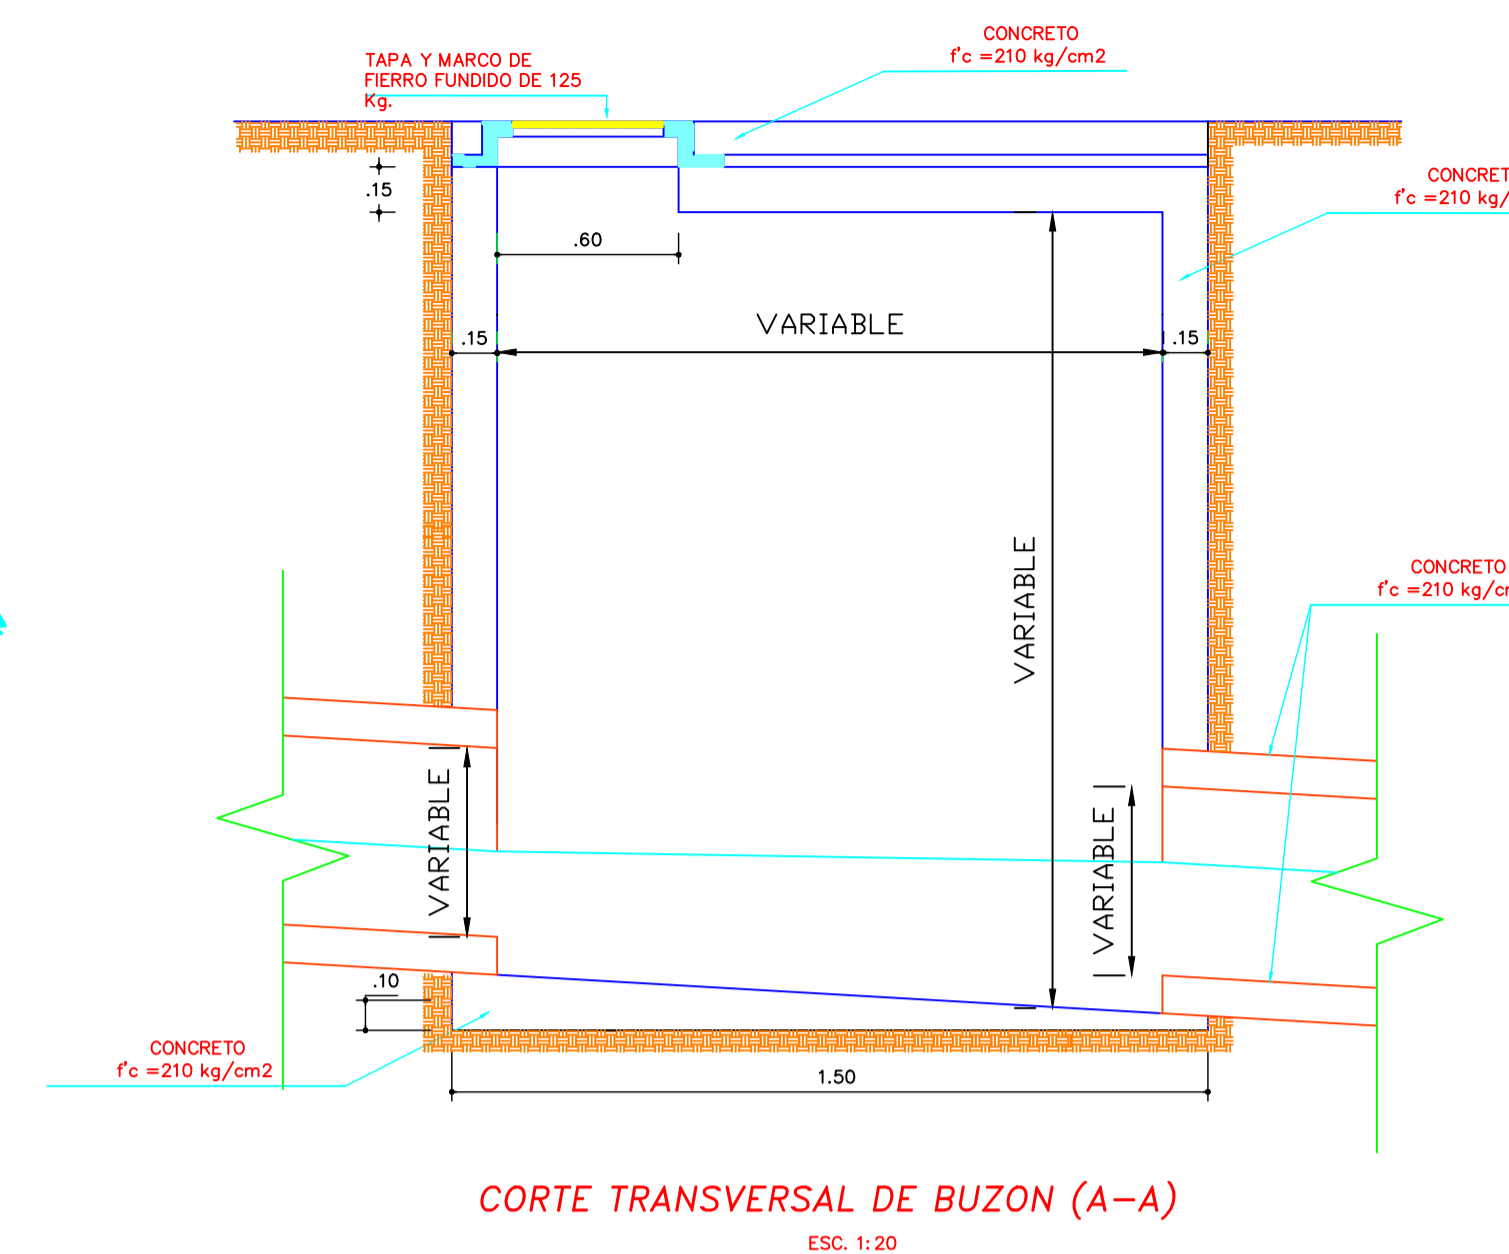 CONCRETO
f'c =210 kg/cm2
TAPA Y MARCO DE
FIERRO FUNDIDO DE 125
Kg.
CONCRET
f'c =210 kg/
.15
.60
VARIABLE
.15
.15
VARIABLE
CONCRETO
f'c =210 kg/cm
VARIABLE
VARIABLE
.10
CONCRETO
f'c =210 kg/cm2
1.50
CORTE TRANSVERSAL DE BUZON (A-A)
ESC. 1:20